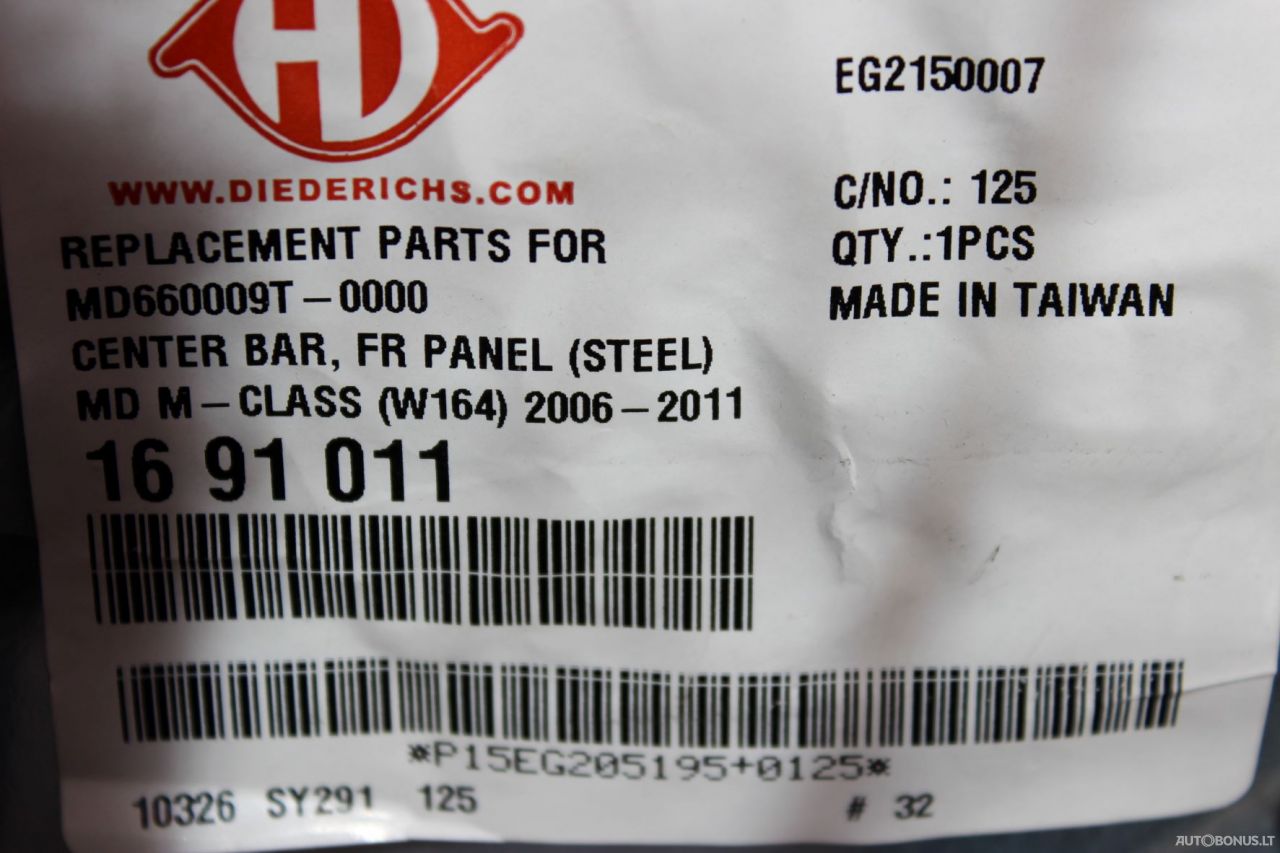 HD
WWW.DIEDERICHS.COM
REPLACEMENT PARTS FOR
MD660009T-0000
CENTER BAR, FR PANEL (STEEL)
MD M-CLASS (W164) 2006-2011
16 91 011
EG2150007
C/NO.: 125
QTY.:1PCS
MADE IN TAIWAN
*P15EG205195+0125*
10326 SY291 125 # 32
AUTOBONUS.LT